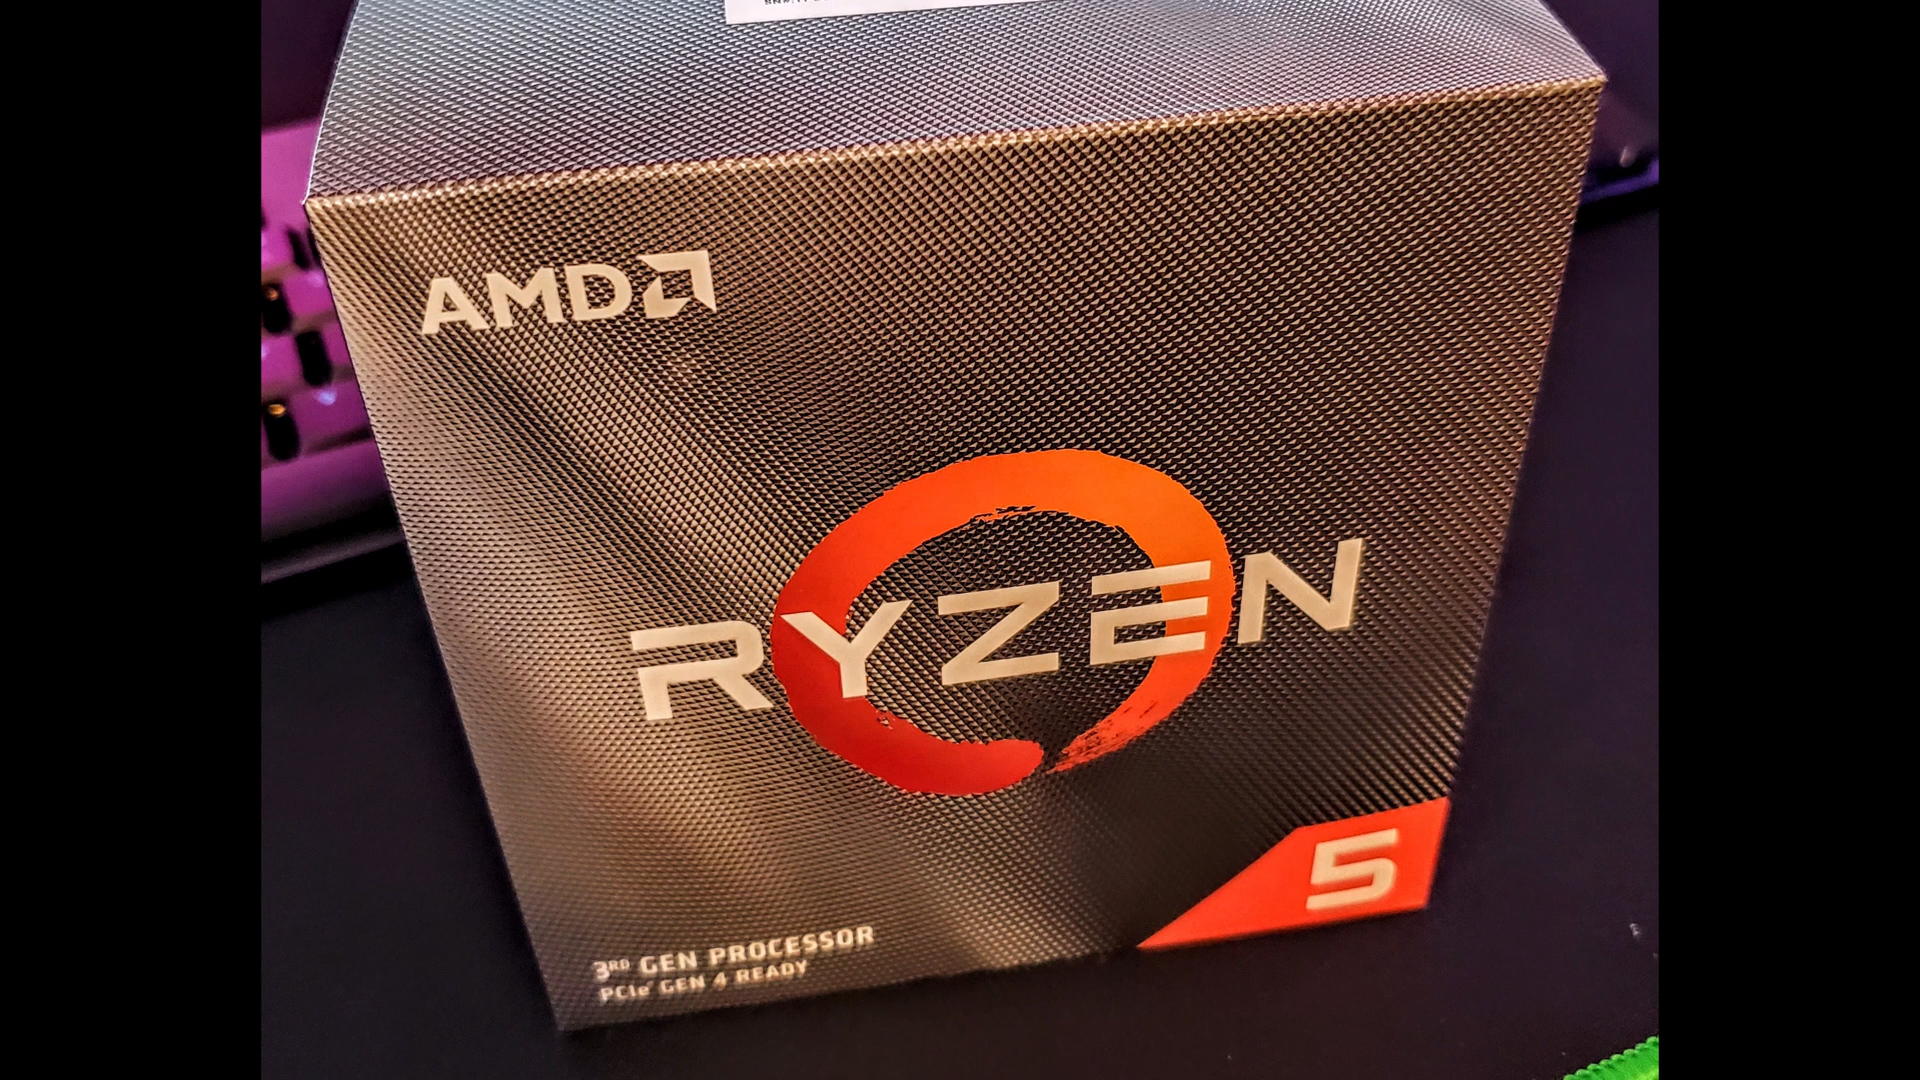 AMD
RYZEN
5
3RD GEN PROCESSOR
PCIe GEN 4 READY